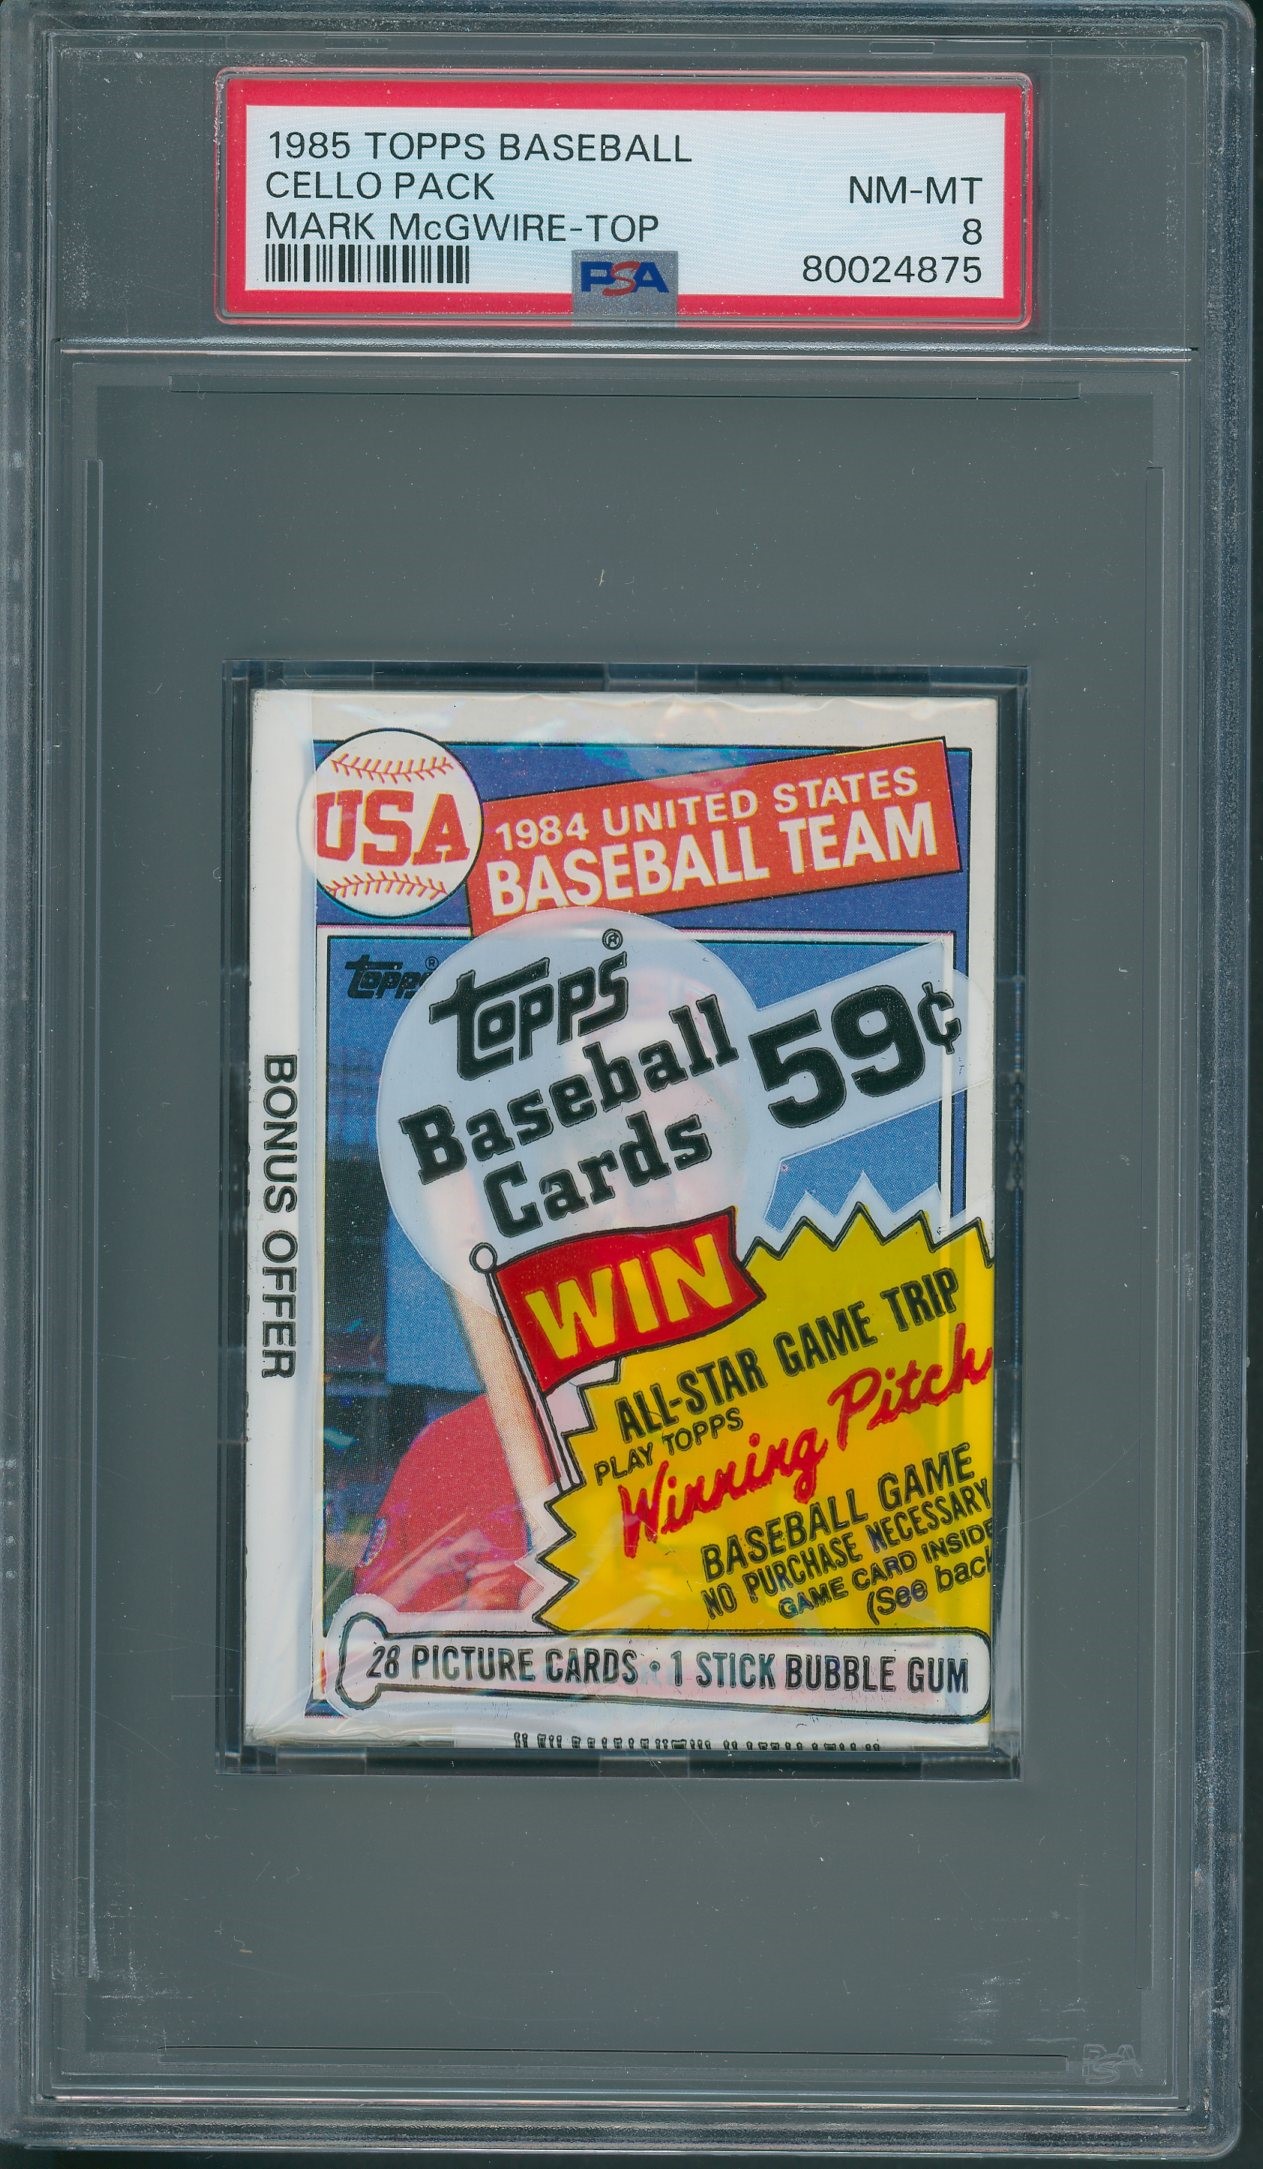 1985 TOPPS BASEBALL
CELLO PACK
MARK McGWIRE-TOP
NM-MT
8
80024875
PSA
USA
1984 UNITED STATES
BASEBALL TEAM
topps®
topps®
Baseball
Cards
59¢
WIN
ALL-STAR GAME TRIP
PLAY TOPPS
Winning Pitch
BASEBALL GAME
NO PURCHASE NECESSARY
GAME CARD INSIDE
(See back
28 PICTURE CARDS • 1 STICK BUBBLE GUM
BONUS OFFER
PSA